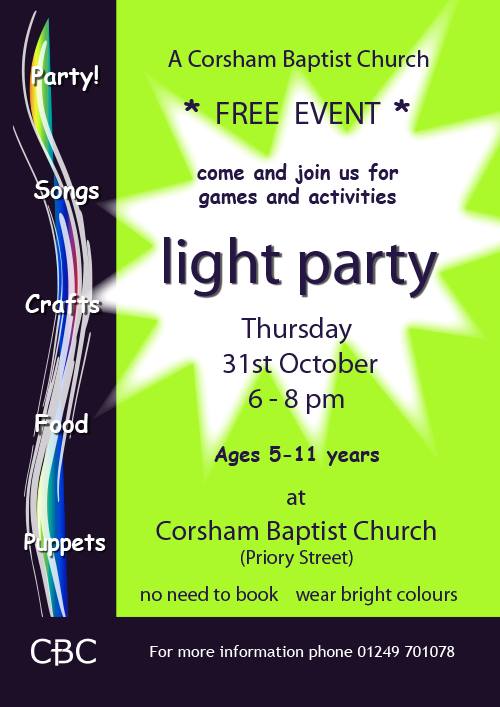 A Corsham Baptist Church
* FREE EVENT *
come and join us for
games and activities
light party
Thursday
31st October
6 - 8 pm
Ages 5-11 years
at
Corsham Baptist Church
(Priory Street)
no need to book wear bright colours
Party!
Songs
Crafts
Food
Puppets
CBC
For more information phone 01249 701078